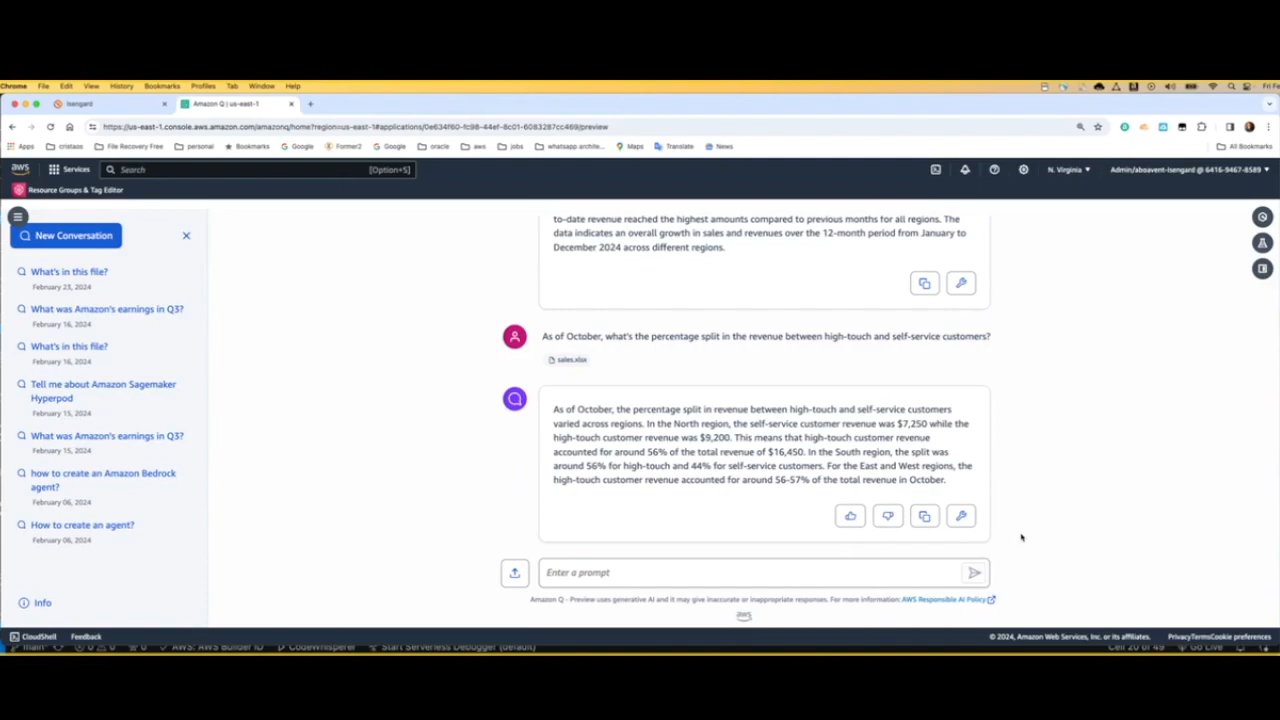 Chrome File Edit View History Bookmarks Profiles Tab Window Help
Isengard
Amazon Q | us-east-1
https://us-east-1.console.aws.amazon.com/amazonq/home?region=us-east-1#applications/0e634f60-fc98-44ef-8c01-6083287cc469/preview
Apps cristaos File Recovery Free personal Bookmarks Google Former2 Google oracle aws jobs whatsapp archite... Maps Translate News All Bookmarks
aws Services Search [Option+S] N. Virginia Admin/absavent-Isengard @ 6416-9467-8589
Resource Groups & Tag Editor
New Conversation
What's in this file?
February 23, 2024
What was Amazon's earnings in Q3?
February 16, 2024
What's in this file?
February 16, 2024
Tell me about Amazon Sagemaker
Hyperpod
February 15, 2024
What was Amazon's earnings in Q3?
February 15, 2024
how to create an Amazon Bedrock
agent?
February 06, 2024
How to create an agent?
February 06, 2024
Info
to-date revenue reached the highest amounts compared to previous months for all regions. The
data indicates an overall growth in sales and revenues over the 12-month period from January to
December 2024 across different regions.
As of October, what's the percentage split in the revenue between high-touch and self-service customers?
sales.xlsx
As of October, the percentage split in revenue between high-touch and self-service customers
varied across regions. In the North region, the self-service customer revenue was $7,250 while the
high-touch customer revenue was $9,200. This means that high-touch customer revenue
accounted for around 56% of the total revenue of $16,450. In the South region, the split was
around 56% for high-touch and 44% for self-service customers. For the East and West regions, the
high-touch customer revenue accounted for around 56-57% of the total revenue in October.
Enter a prompt
Amazon Q - Preview uses generative AI and it may give inaccurate or inappropriate responses. For more information: AWS Responsible AI Policy
aws
CloudShell Feedback © 2024, Amazon Web Services, Inc. or its affiliates. Privacy Terms Cookie preferences
main AWS: AWS Builder ID CodeWhisperer Start Serverless Debugger (default) Cell 20 of 49 Go Live